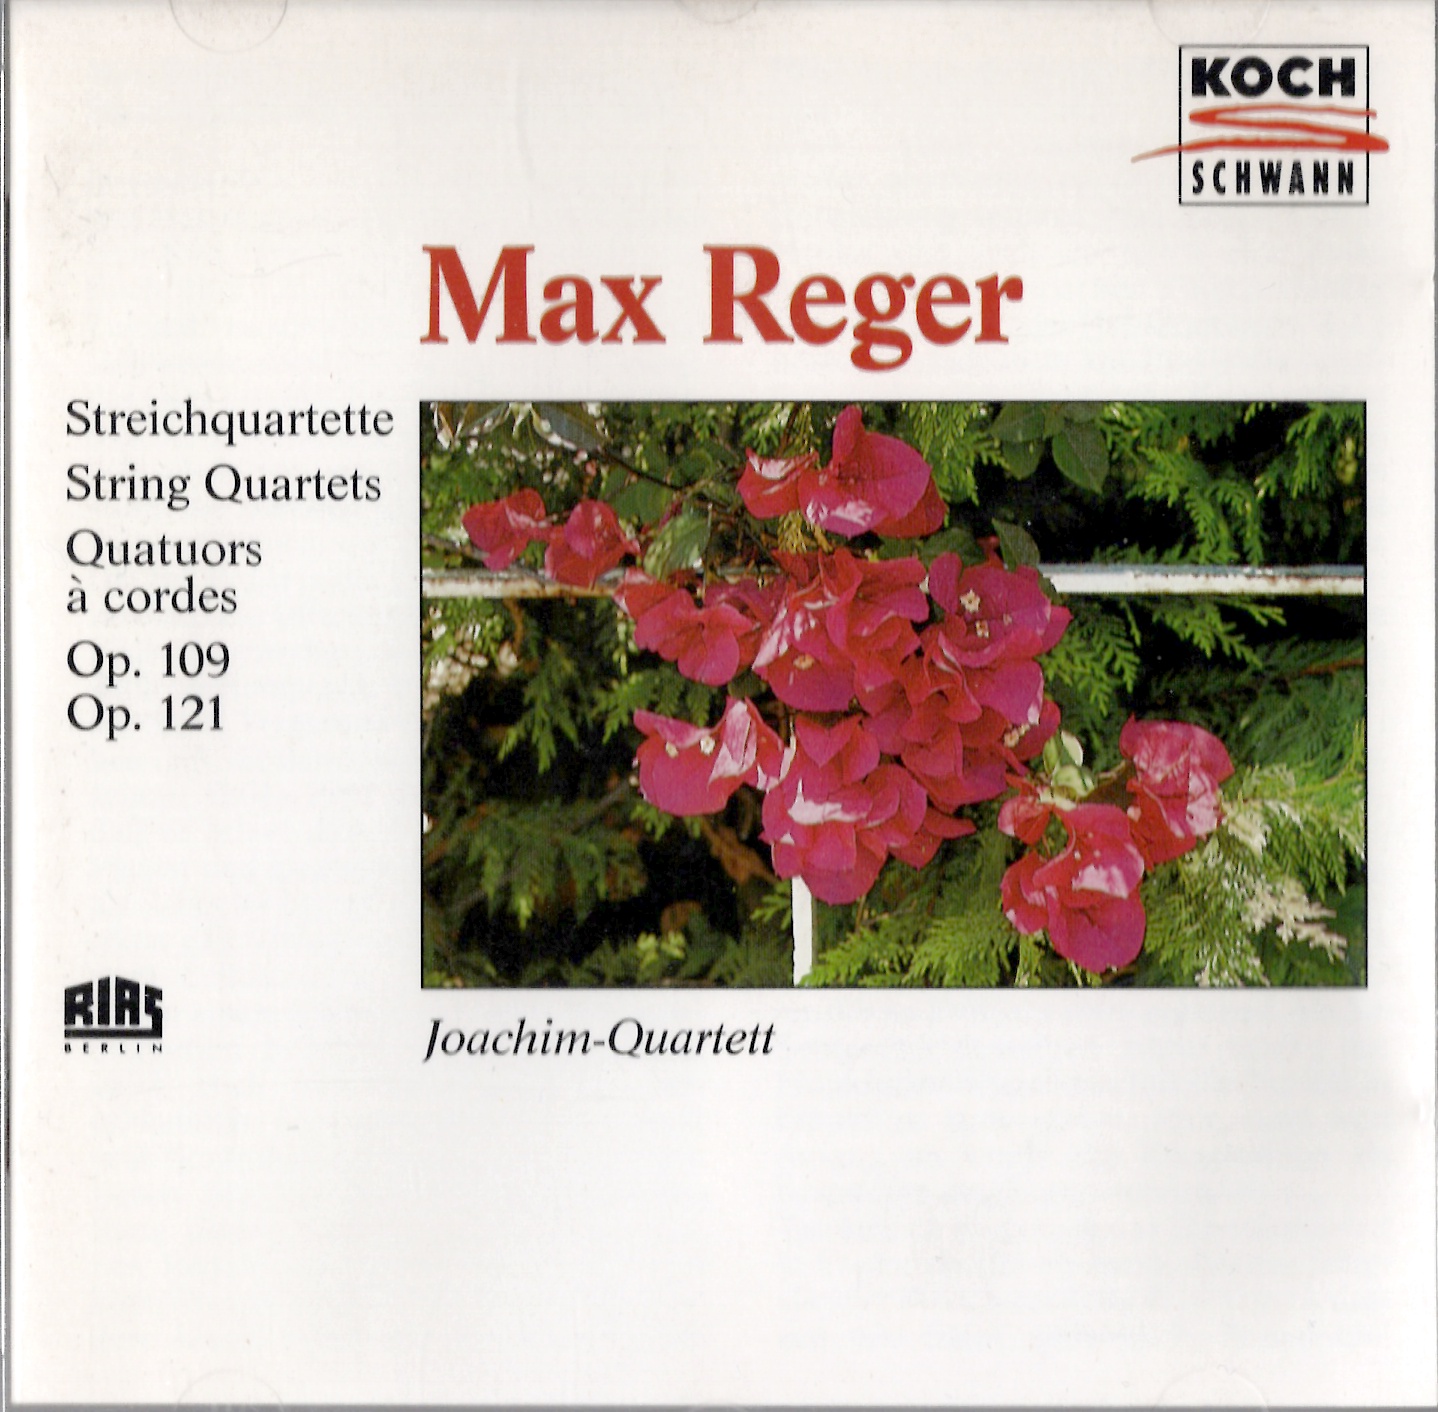 KOCH
SCHWANN
Max Reger
Streichquartette
String Quartets
Quatuors
à cordes
Op. 109
Op. 121
RIAS
BERLIN
Joachim-Quartett